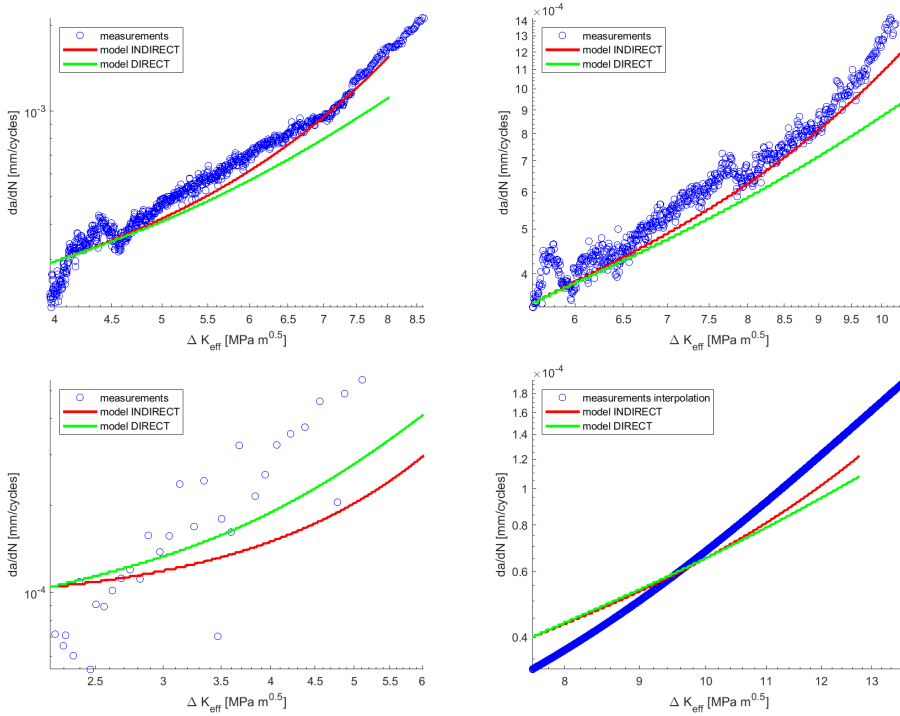 measurements
model INDIRECT
model DIRECT
10^-3
da/dN [mm/cycles]
4 4.5 5 5.5 6 6.5 7 7.5 8 8.5
Δ K_eff [MPa m^0.5]
×10^-4
measurements
model INDIRECT
model DIRECT
14
13
12
11
10
9
8
7
6
5
4
da/dN [mm/cycles]
6 6.5 7 7.5 8 8.5 9 9.5 10
Δ K_eff [MPa m^0.5]
measurements
model INDIRECT
model DIRECT
10^-4
da/dN [mm/cycles]
2.5 3 3.5 4 4.5 5 5.5 6
Δ K_eff [MPa m^0.5]
×10^-4
measurements interpolation
model INDIRECT
model DIRECT
1.8
1.6
1.4
1.2
1
0.8
0.6
0.4
da/dN [mm/cycles]
8 9 10 11 12 13
Δ K_eff [MPa m^0.5]